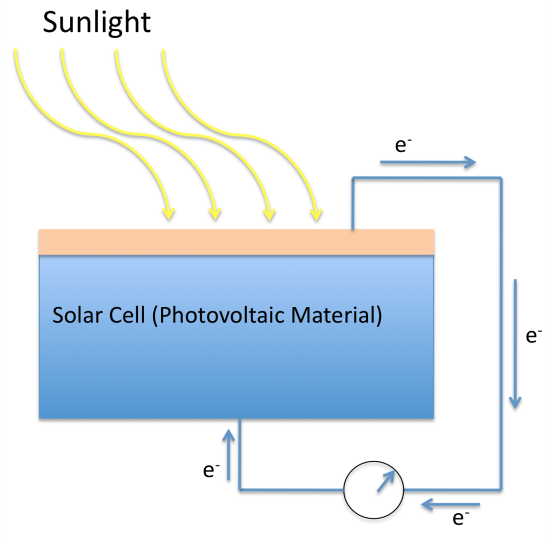 Sunlight
e-
Solar Cell (Photovoltaic Material)
e-
e-
e-